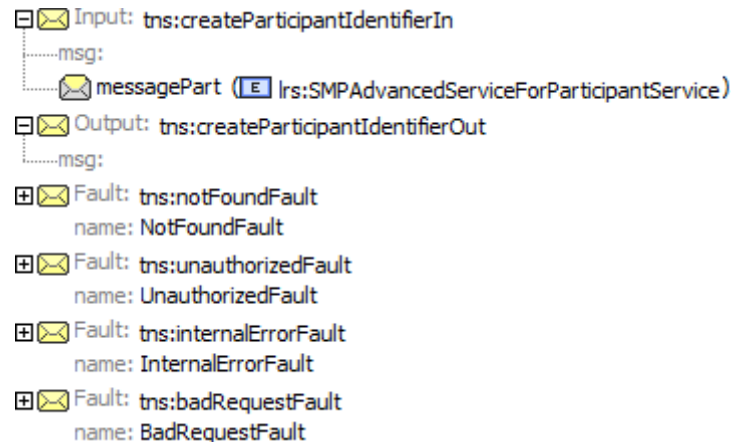 Input: tns:createParticipantIdentifierIn
msg:
messagePart (E lrs:SMPAdvancedServiceForParticipantService)
Output: tns:createParticipantIdentifierOut
msg:
Fault: tns:notFoundFault
name: NotFoundFault
Fault: tns:unauthorizedFault
name: UnauthorizedFault
Fault: tns:internalErrorFault
name: InternalErrorFault
Fault: tns:badRequestFault
name: BadRequestFault